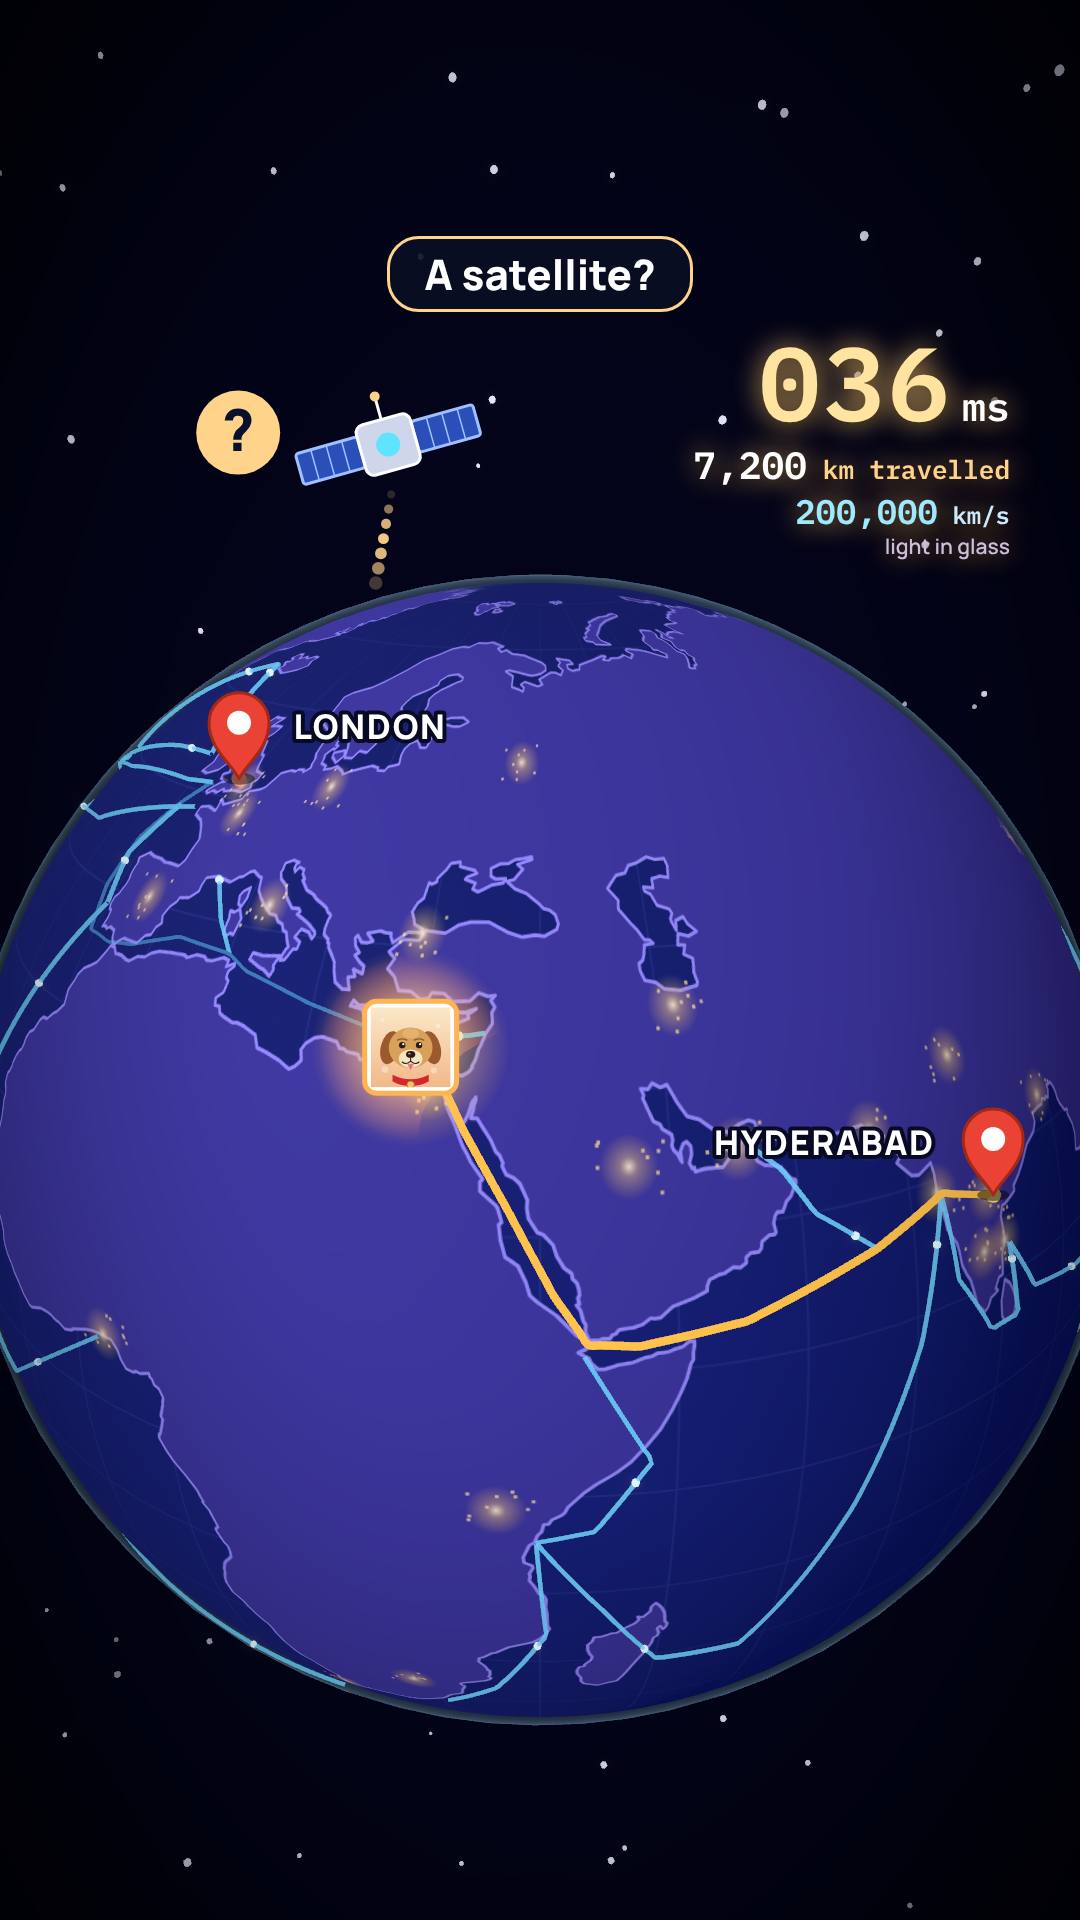 A satellite?
?
036 ms
7,200 km travelled
200,000 km/s
light in glass
LONDON
HYDERABAD